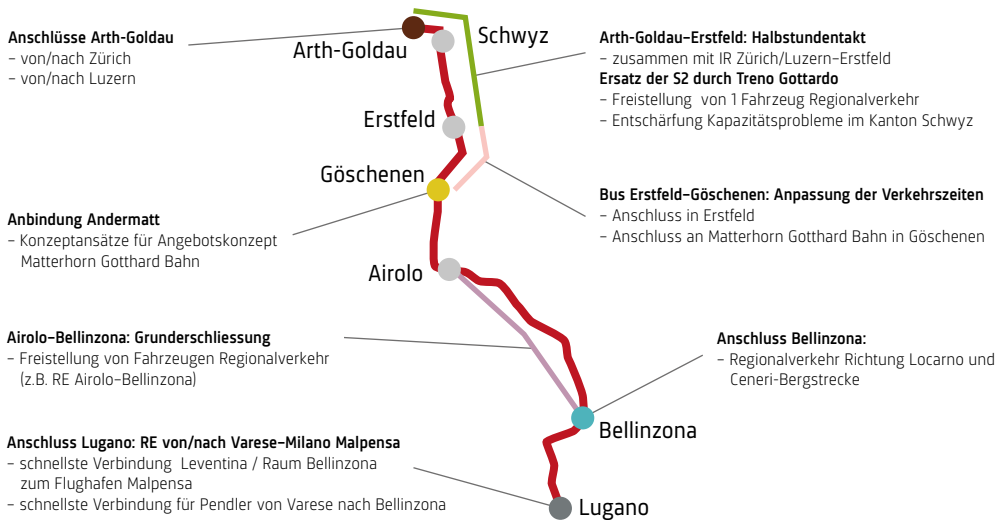 Anschlüsse Arth-Goldau
– von/nach Zürich
– von/nach Luzern
Arth-Goldau
Schwyz
Arth-Goldau–Erstfeld: Halbstundentakt
– zusammen mit IR Zürich/Luzern–Erstfeld
Ersatz der S2 durch Treno Gottardo
– Freistellung von 1 Fahrzeug Regionalverkehr
– Entschärfung Kapazitätsprobleme im Kanton Schwyz
Erstfeld
Göschenen
Bus Erstfeld–Göschenen: Anpassung der Verkehrszeiten
– Anschluss in Erstfeld
– Anschluss an Matterhorn Gotthard Bahn in Göschenen
Anbindung Andermatt
– Konzeptansätze für Angebotskonzept
Matterhorn Gotthard Bahn
Airolo
Airolo–Bellinzona: Grunderschliessung
– Freistellung von Fahrzeugen Regionalverkehr
(z.B. RE Airolo–Bellinzona)
Anschluss Bellinzona:
– Regionalverkehr Richtung Locarno und
Ceneri-Bergstrecke
Bellinzona
Anschluss Lugano: RE von/nach Varese–Milano Malpensa
– schnellste Verbindung Leventina / Raum Bellinzona
zum Flughafen Malpensa
– schnellste Verbindung für Pendler von Varese nach Bellinzona
Lugano